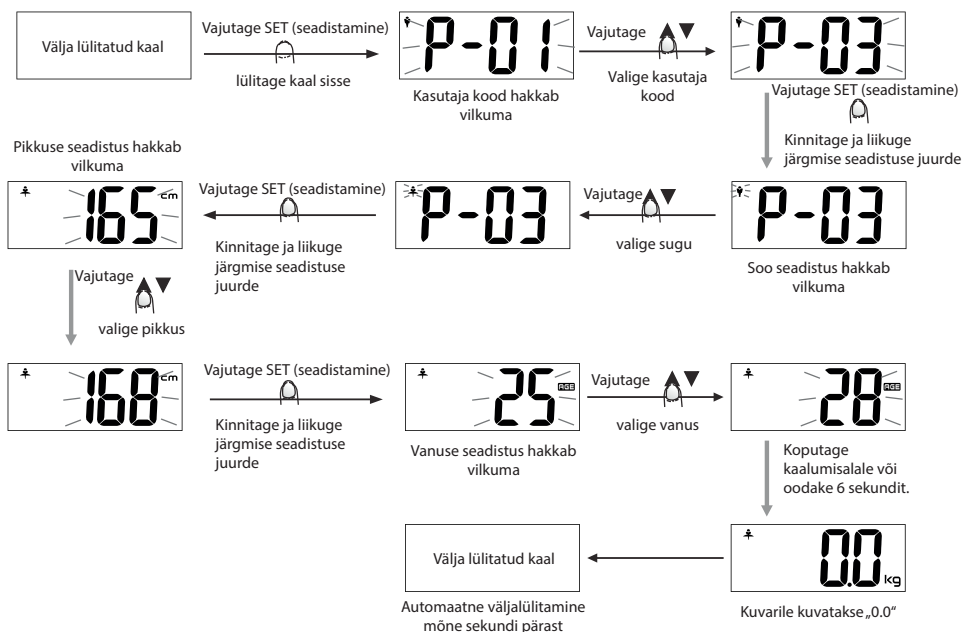 Välja lülitatud kaal
Vajutage SET (seadistamine)
lülitage kaal sisse
P-01
Kasutaja kood hakkab
vilkuma
Vajutage
Valige kasutaja
kood
P-03
Vajutage SET (seadistamine)
Kinnitage ja liikuge
järgmise seadistuse juurde
P-03
Soo seadistus hakkab
vilkuma
Vajutage
valige sugu
P-03
Vajutage SET (seadistamine)
Kinnitage ja liikuge
järgmise seadistuse
juurde
Pikkuse seadistus hakkab
vilkuma
165 cm
Vajutage
valige pikkus
168 cm
Vajutage SET (seadistamine)
Kinnitage ja liikuge
järgmise seadistuse
juurde
25 AGE
Vanuse seadistus hakkab
vilkuma
Vajutage
valige vanus
28 AGE
Koputage
kaalumisalale või
oodake 6 sekundit.
0.0 kg
Kuvarile kuvatakse „0.0“
Välja lülitatud kaal
Automaatne väljalülitamine
mõne sekundi pärast